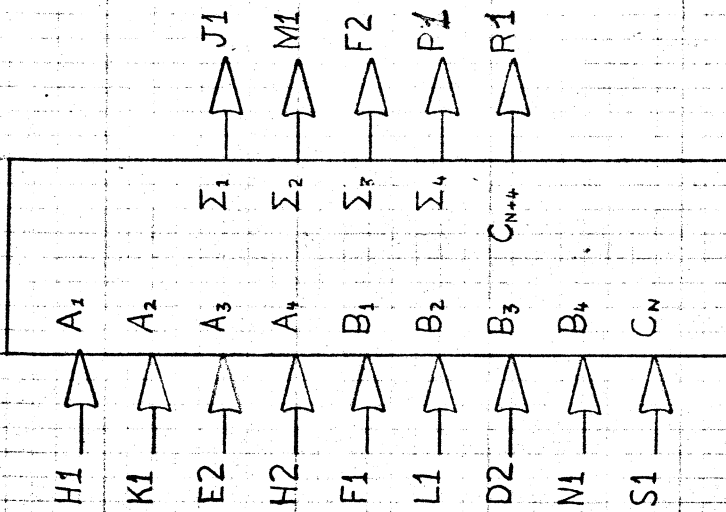 H1 A1
K1 A2
E2 A3 Σ1 J1
H2 A4 Σ2 M1
F1 B1 Σ3 F2
L1 B2 Σ4 P1
D2 B3 CN+4 R1
N1 B4
S1 CN